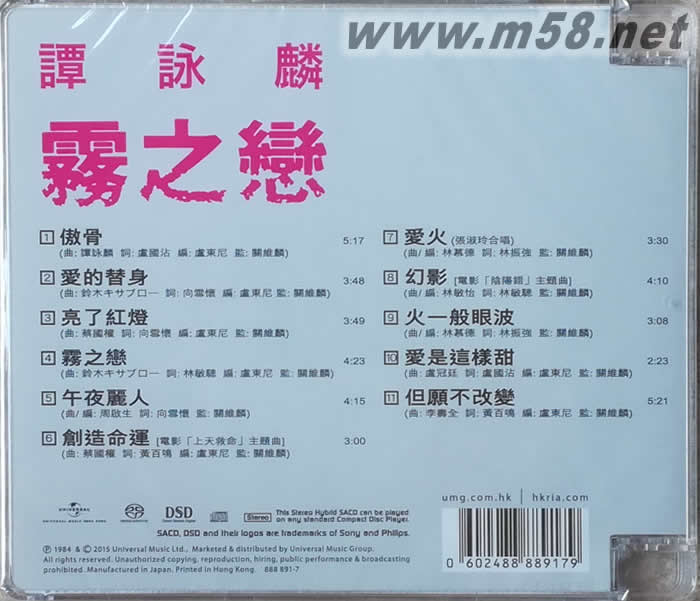 www.m58.net
譚詠麟
霧之戀
1 傲骨 5:17
(曲: 譚詠麟 詞: 盧國沾 編: 盧東尼 監: 關維麟)
2 愛的替身 3:48
(曲: 鈴木キサブロー 詞: 向雪懷 編: 盧東尼 監: 關維麟)
3 亮了紅燈 3:49
(曲: 蔡國權 詞: 向雪懷 編: 盧東尼 監: 關維麟)
4 霧之戀 4:23
(曲: 鈴木キサブロー 詞: 林敏驄 編: 盧東尼 監: 關維麟)
5 午夜麗人 4:15
(曲/ 編: 周啟生 詞: 向雪懷 監: 關維麟)
6 創造命運 [電影「上天救命」主題曲] 3:00
(曲: 蔡國權 詞: 黃百鳴 編: 盧東尼 監: 關維麟)
7 愛火 (張淑玲合唱) 3:30
(曲/ 編: 林慕德 詞: 林振強 監: 關維麟)
8 幻影 [電影「陰陽錯」主題曲] 4:10
(曲/ 編: 林敏怡 詞: 林敏驄 監: 關維麟)
9 火一般眼波 3:08
(曲/ 編: 林慕德 詞: 林振強 監: 關維麟)
10 愛是這樣甜 2:23
(曲: 盧冠廷 詞: 盧國沾 編: 盧東尼 監: 關維麟)
11 但願不改變 5:21
(曲: 李壽全 詞: 黃百鳴 編: 盧東尼 監: 關維麟)
UNIVERSAL
SACD
DSD
Stereo
This Stereo Hybrid SACD can be played
on any standard Compact Disc Player.
SACD, DSD and their logos are trademarks of Sony and Philips.
℗ 1984 & © 2015 Universal Music Ltd., Marketed & distributed by Universal Music Group.
All rights reserved. Unauthorized copying, reproduction, hiring, public performance & broadcasting
prohibited. Manufactured in Japan. Printed in Hong Kong. 888 891-7
umg.com.hk | hkria.com
0 602488 889179